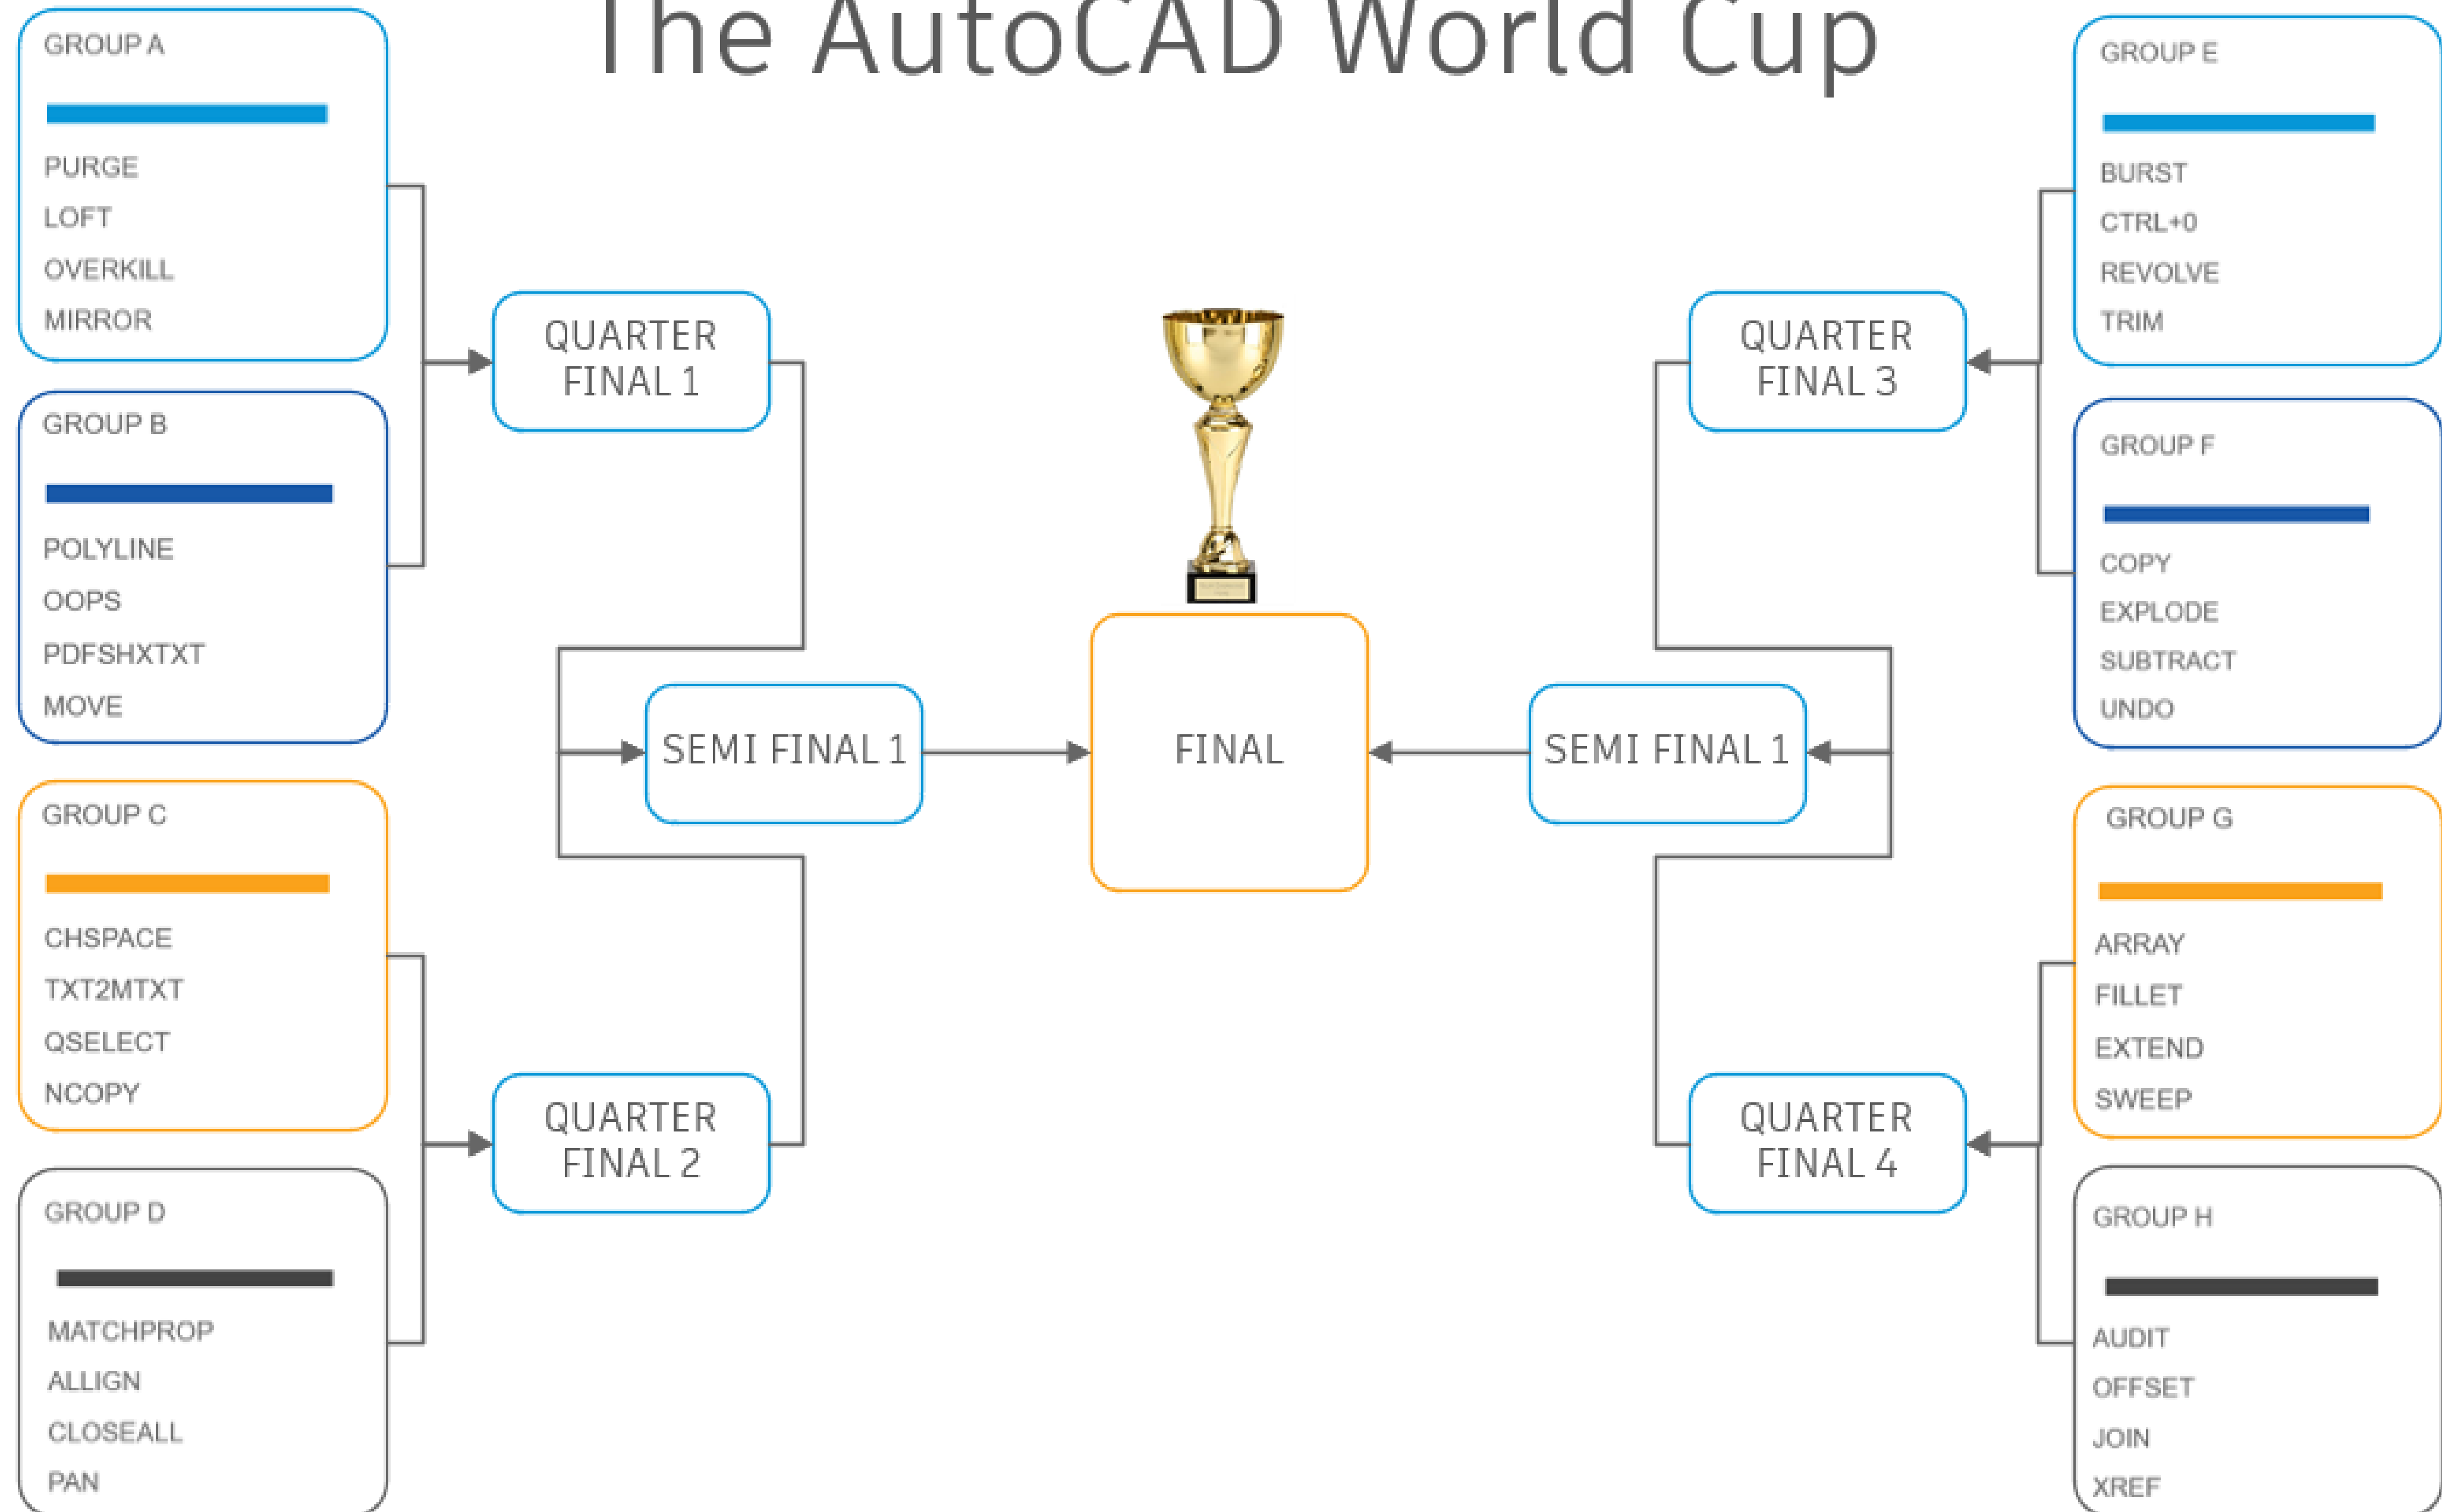 The AutoCAD World Cup
GROUP A
PURGE
LOFT
OVERKILL
MIRROR
GROUP B
POLYLINE
OOPS
PDFSHXTXT
MOVE
GROUP C
CHSPACE
TXT2MTXT
QSELECT
NCOPY
GROUP D
MATCHPROP
ALLIGN
CLOSEALL
PAN
QUARTER
FINAL 1
QUARTER
FINAL 2
SEMI FINAL 1
FINAL
SEMI FINAL 1
QUARTER
FINAL 3
QUARTER
FINAL 4
GROUP E
BURST
CTRL+0
REVOLVE
TRIM
GROUP F
COPY
EXPLODE
SUBTRACT
UNDO
GROUP G
ARRAY
FILLET
EXTEND
SWEEP
GROUP H
AUDIT
OFFSET
JOIN
XREF